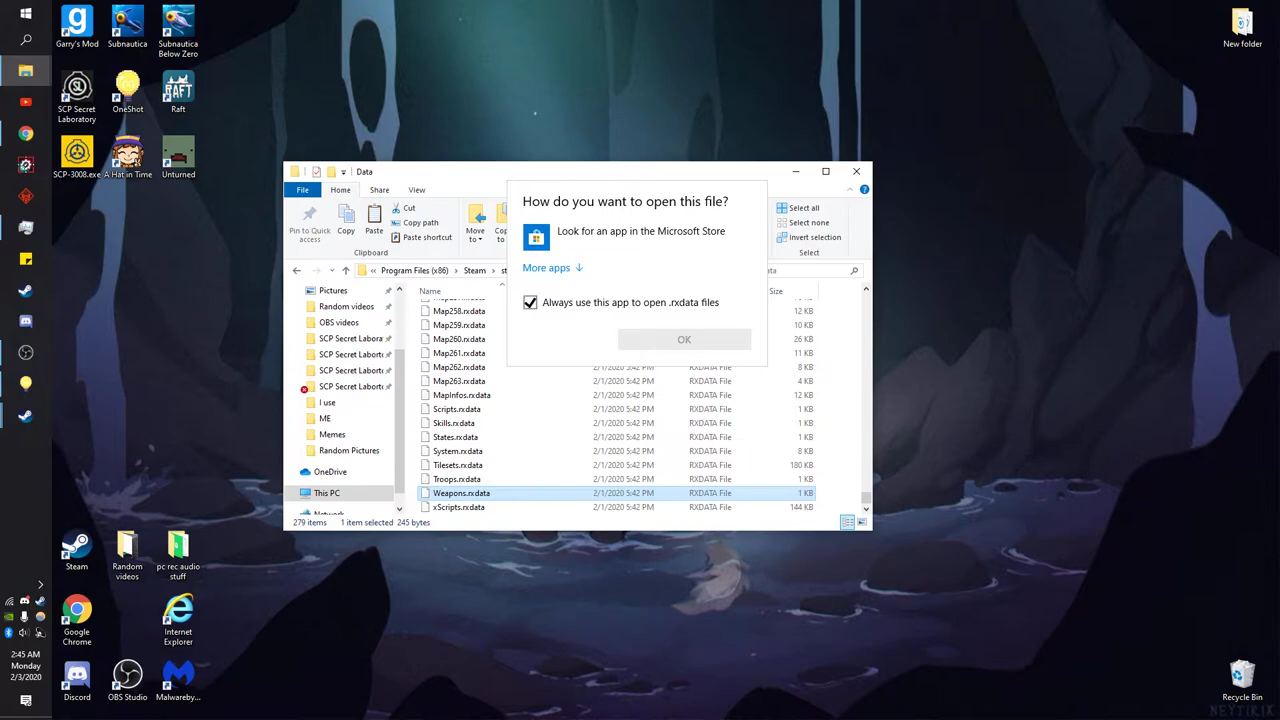 Garry's Mod
Subnautica
Subnautica Below Zero
SCP Secret Laboratory
OneShot
Raft
SCP-3008.exe
A Hat in Time
Unturned
New folder
Data
File
Home
Share
View
Pin to Quick access
Copy
Paste
Cut
Copy path
Paste shortcut
Clipboard
Move to
Select all
Select none
Invert selection
Select
Program Files (x86)
Steam
How do you want to open this file?
Look for an app in the Microsoft Store
More apps
Always use this app to open .rxdata files
OK
Name
Size
Pictures
Random videos
OBS videos
SCP Secret Labora
SCP Secret Laborto
SCP Secret Laborto
SCP Secret Laborto
I use
ME
Memes
Random Pictures
OneDrive
This PC
Network
Map258.rxdata 12 KB
Map259.rxdata 10 KB
Map260.rxdata 26 KB
Map261.rxdata 11 KB
Map262.rxdata 2/1/2020 5:42 PM RXDATA File 8 KB
Map263.rxdata 2/1/2020 5:42 PM RXDATA File 4 KB
MapInfos.rxdata 2/1/2020 5:42 PM RXDATA File 12 KB
Scripts.rxdata 2/1/2020 5:42 PM RXDATA File 1 KB
Skills.rxdata 2/1/2020 5:42 PM RXDATA File 1 KB
States.rxdata 2/1/2020 5:42 PM RXDATA File 1 KB
System.rxdata 2/1/2020 5:42 PM RXDATA File 8 KB
Tilesets.rxdata 2/1/2020 5:42 PM RXDATA File 180 KB
Troops.rxdata 2/1/2020 5:42 PM RXDATA File 1 KB
Weapons.rxdata 2/1/2020 5:42 PM RXDATA File 1 KB
xScripts.rxdata 2/1/2020 5:42 PM RXDATA File 144 KB
279 items 1 item selected 245 bytes
Steam
Random videos
pc rec audio stuff
Google Chrome
Internet Explorer
Discord
OBS Studio
Malwareby...
2:45 AM
Monday
2/3/2020
Recycle Bin
NEYTIRIX